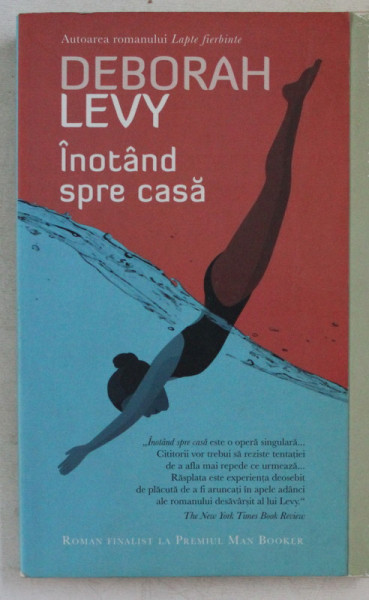 Autoarea romanului Lapte fierbinte
DEBORAH
LEVY
Înotând
spre casă
„Înotând spre casă este o operă singulară...
Cititorii vor trebui să reziste tentației
de a afla mai repede ce urmează...
Răsplata este experiența deosebit
de plăcută de a fi aruncați în apele adânci
ale romanului desăvârșit al lui Levy.“
The New York Times Book Review
ROMAN FINALIST LA PREMIUL MAN BOOKER